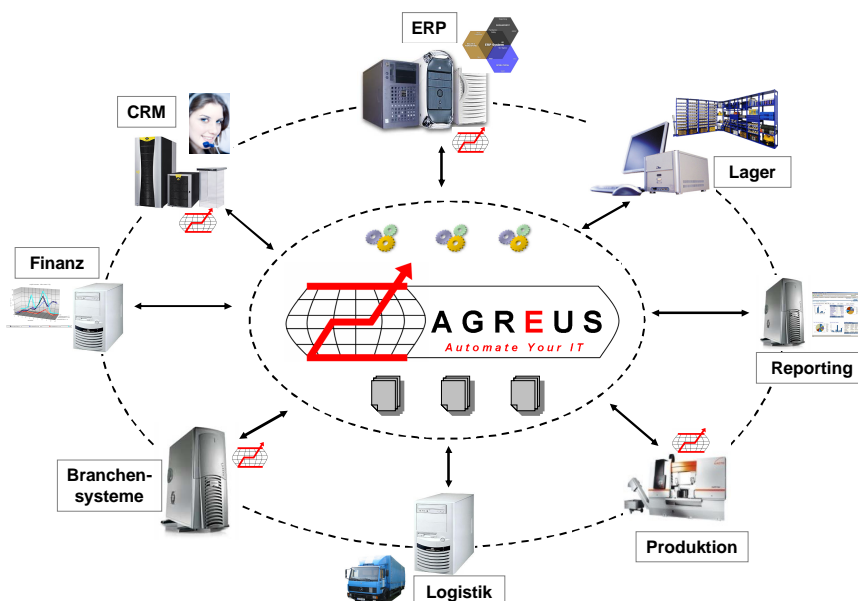 ERP
CRM
Lager
Finanz
AGREUS
Automate Your IT
Reporting
Branchen-
systeme
Produktion
Logistik